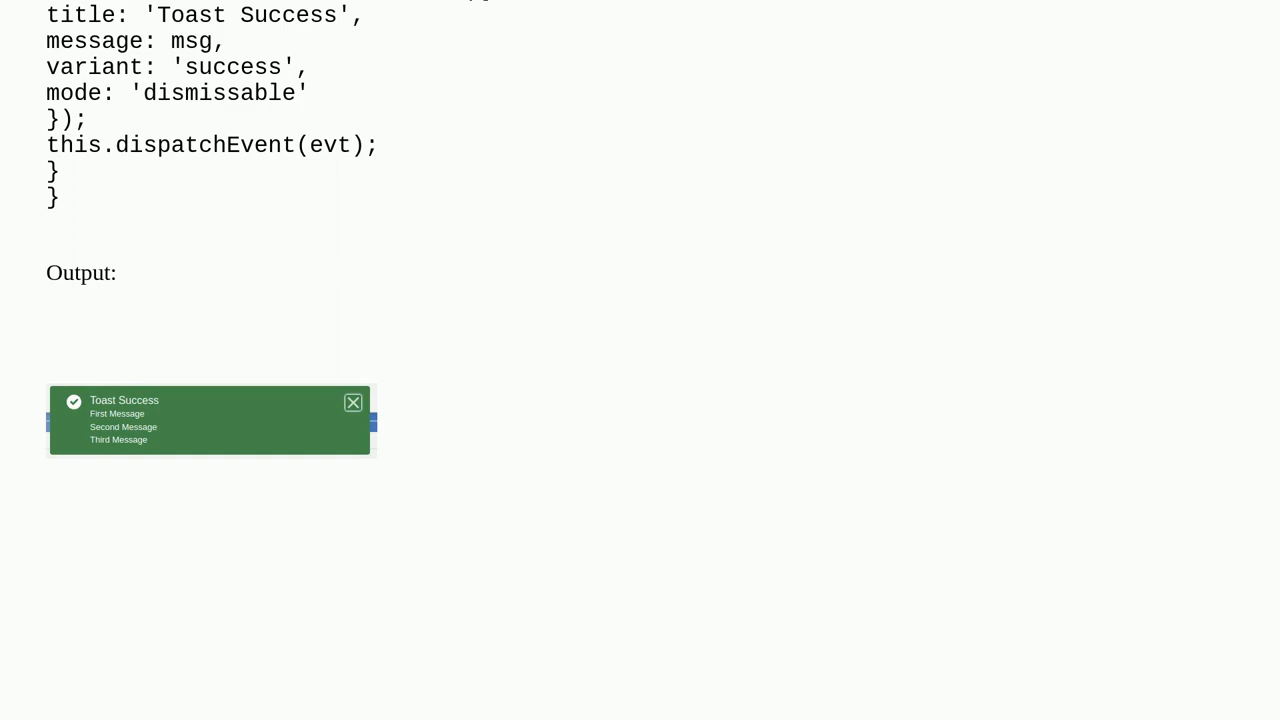 title: 'Toast Success',
message: msg,
variant: 'success',
mode: 'dismissable'
});
this.dispatchEvent(evt);
}
}
Output:
Toast Success
First Message
Second Message
Third Message